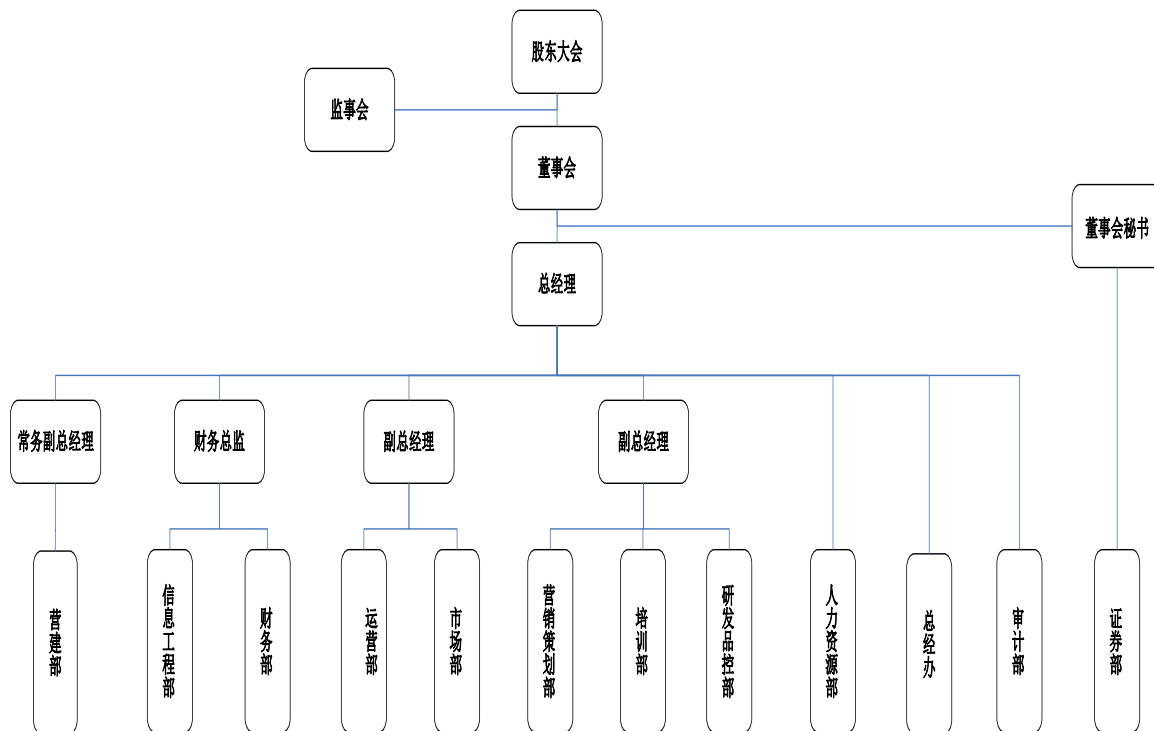 股东大会
监事会
董事会
董事会秘书
总经理
常务副总经理
财务总监
副总经理
副总经理
营建部
信息工程部
财务部
运营部
市场部
营销策划部
培训部
研发品控部
人力资源部
总经办
审计部
证券部